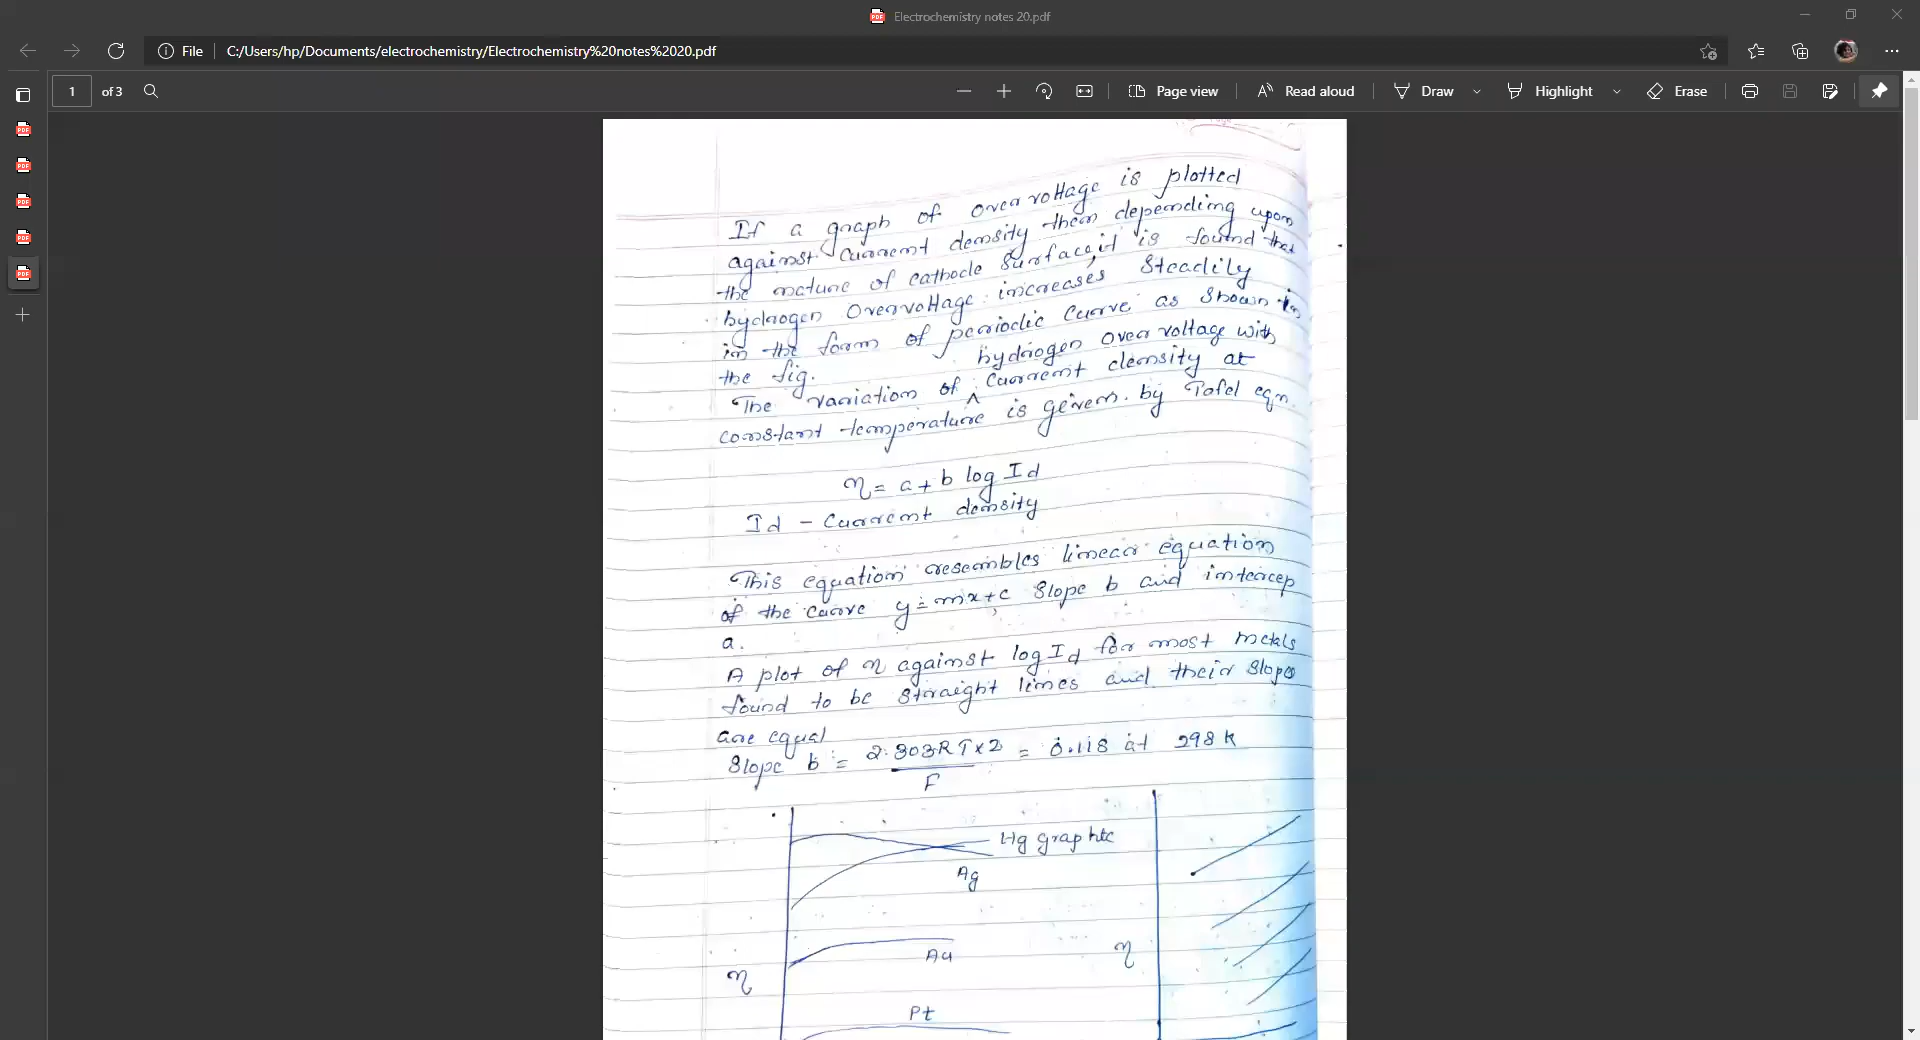 Electrochemistry notes 20.pdf
File C:/Users/hp/Documents/electrochemistry/Electrochemistry%20notes%2020.pdf
1 of 3 Page view Read aloud Draw Highlight Erase
If a graph of overvoltage is plotted
against current density then depending upon
the nature of cathode surface, it is found that
hydrogen overvoltage increases steadily
in the form of periodic curve as shown in
the fig.
hydrogen over voltage with
The variation of ^ current density at
constant temperature is given by Tofel eqn.
η = a + b log Id
Id - current density
This equation resembles linear equation
of the curve y = mx + c slope b and intercep
a.
A plot of η against log Id for most metals
found to be straight lines and their slope
are equal
Slope b = 2.303RT×2 = 0.118 at 298 K
F
Hg graphtc
Ag
Au
η
η
Pt